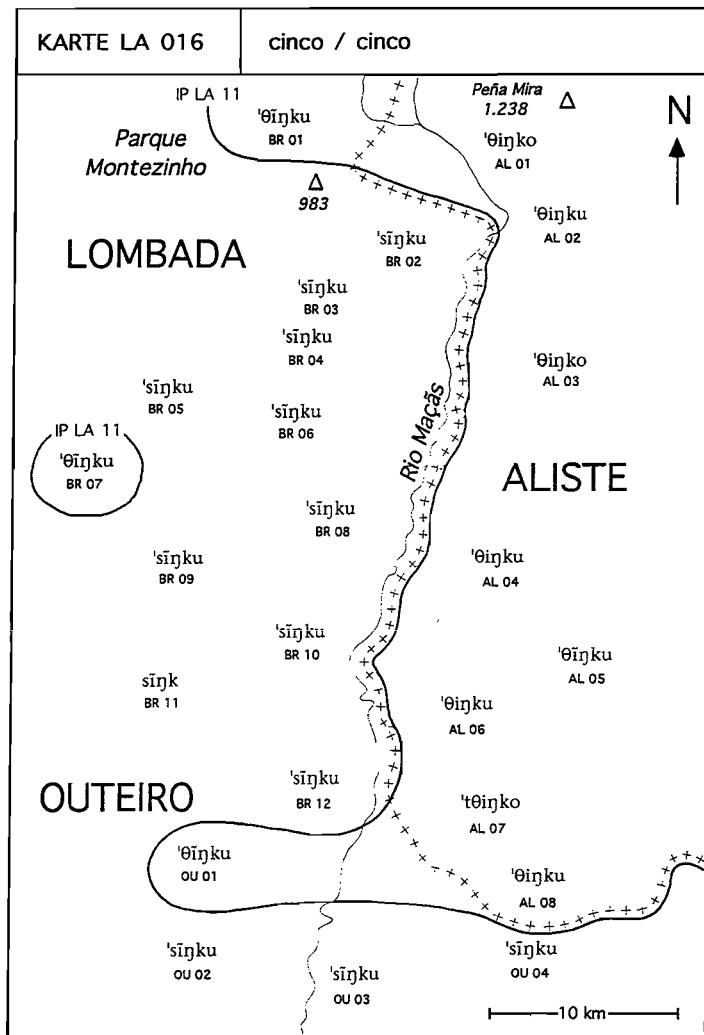 KARTE LA 016
cinco / cinco
IP LA 11
Peña Mira
1.238
N
ˈθĩŋku
BR 01
ˈθiŋko
AL 01
Parque
Montezinho
983
ˈθiŋku
AL 02
LOMBADA
ˈsĩŋku
BR 02
ˈsĩŋku
BR 03
ˈsĩŋku
BR 04
ˈθiŋko
AL 03
ˈsĩŋku
BR 05
ˈsĩŋku
BR 06
Rio Maçãs
IP LA 11
ˈθĩŋku
BR 07
ALISTE
ˈsĩŋku
BR 08
ˈsĩŋku
BR 09
ˈθiŋku
AL 04
ˈsĩŋku
BR 10
ˈθĩŋku
AL 05
sĩŋk
BR 11
ˈθiŋku
AL 06
OUTEIRO
ˈsĩŋku
BR 12
ˈtθiŋko
AL 07
ˈθĩŋku
OU 01
ˈθiŋku
AL 08
ˈsĩŋku
OU 02
ˈsĩŋku
OU 03
ˈsĩŋku
OU 04
10 km